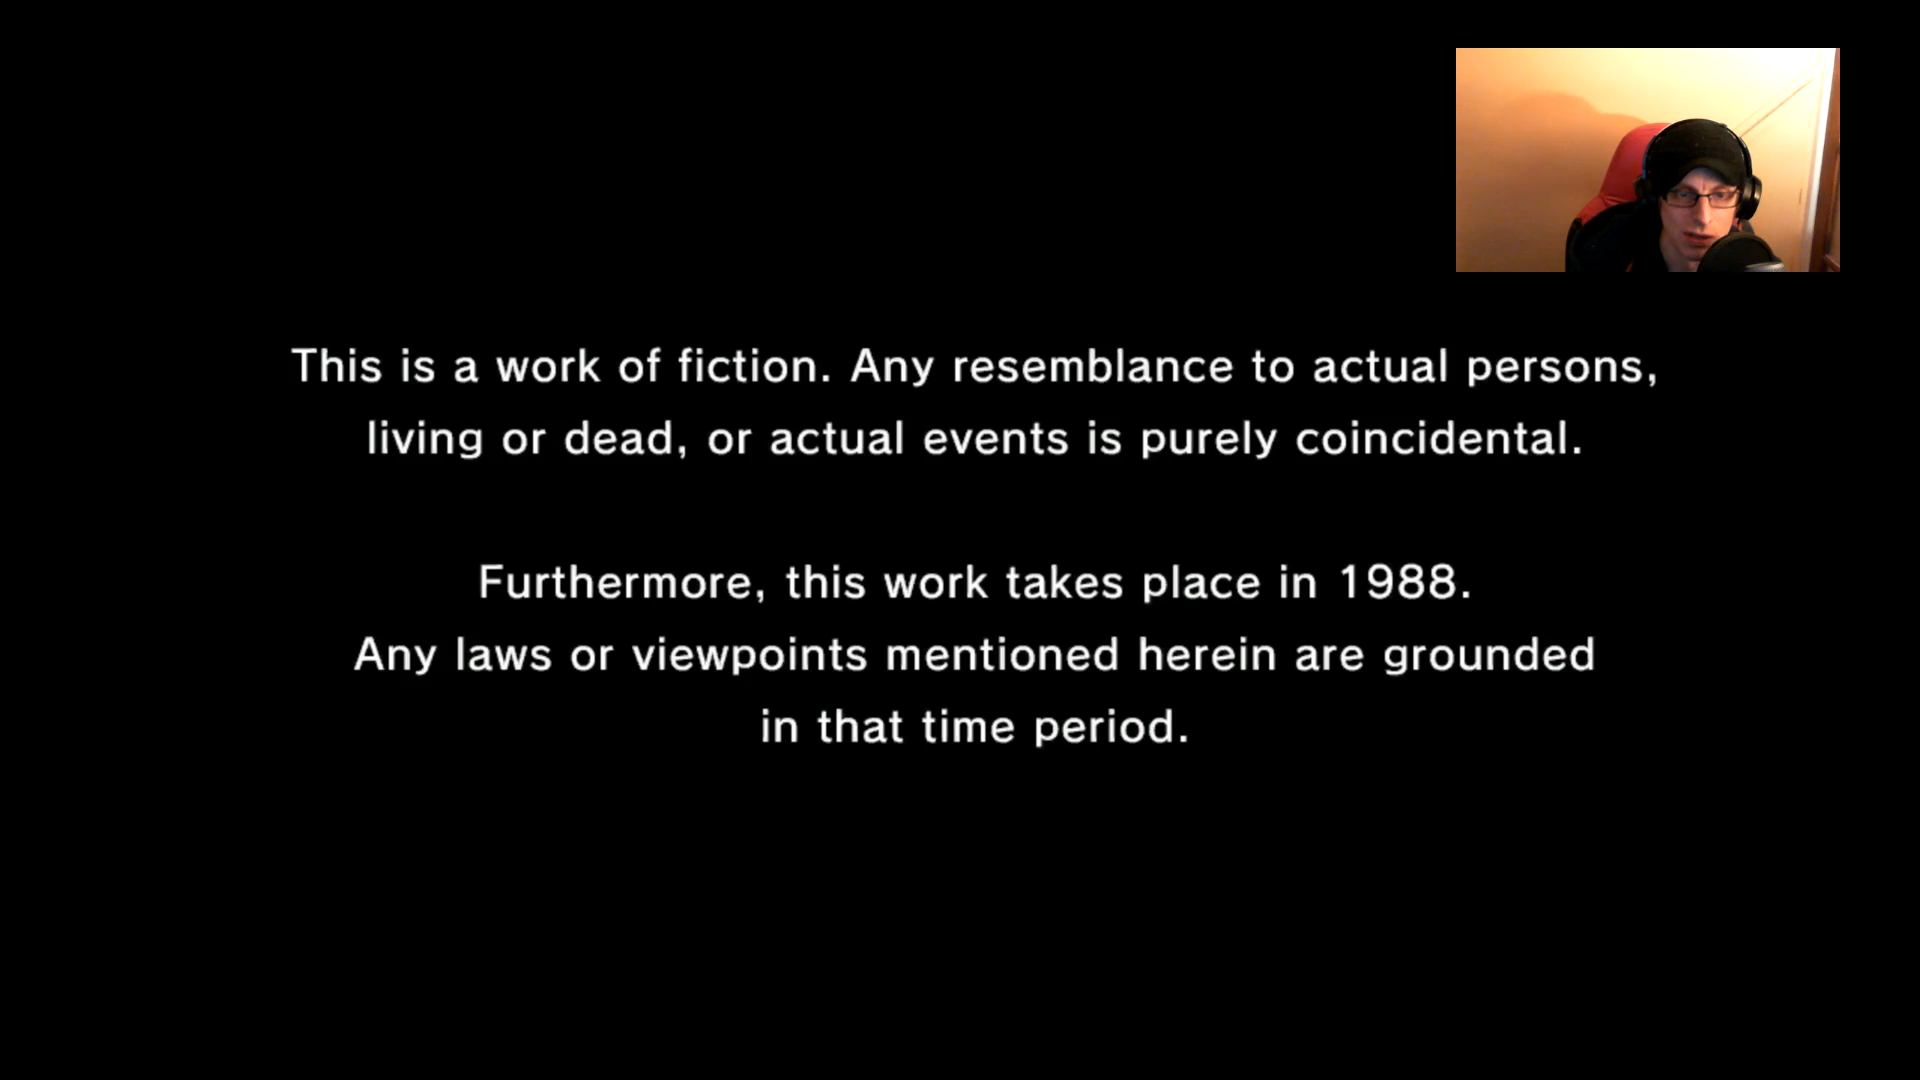 This is a work of fiction. Any resemblance to actual persons,
living or dead, or actual events is purely coincidental.
Furthermore, this work takes place in 1988.
Any laws or viewpoints mentioned herein are grounded
in that time period.